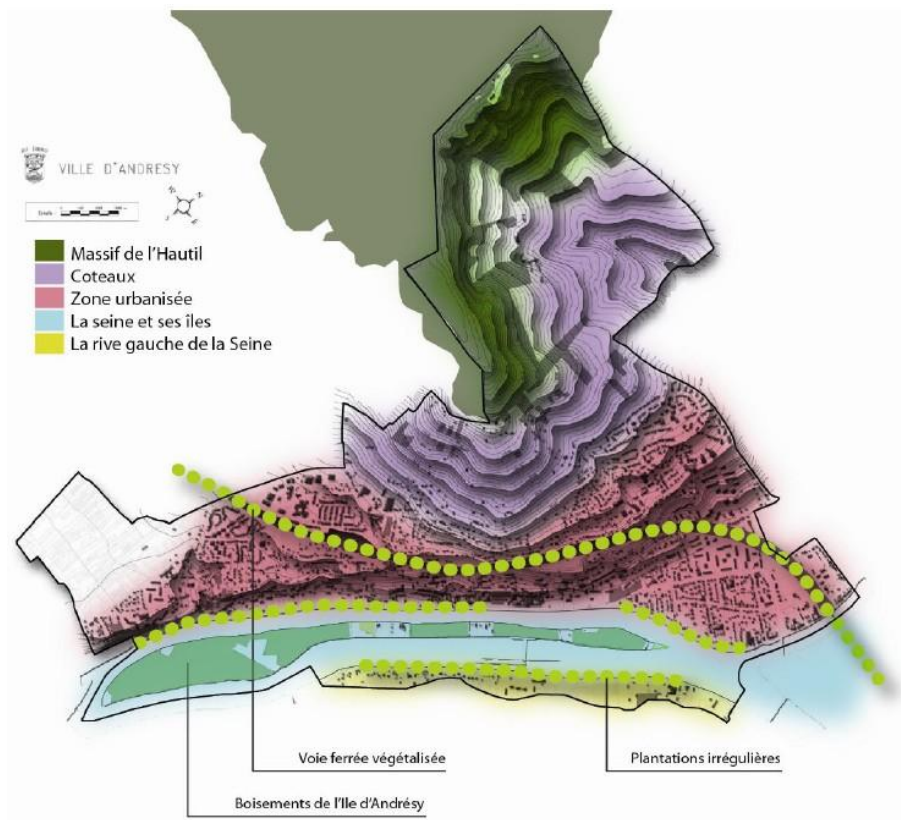 VILLE D'ANDRESY
Massif de l'Hautil
Coteaux
Zone urbanisée
La seine et ses îles
La rive gauche de la Seine
Voie ferrée végétalisée
Plantations irrégulières
Boisements de l'Ile d'Andrésy